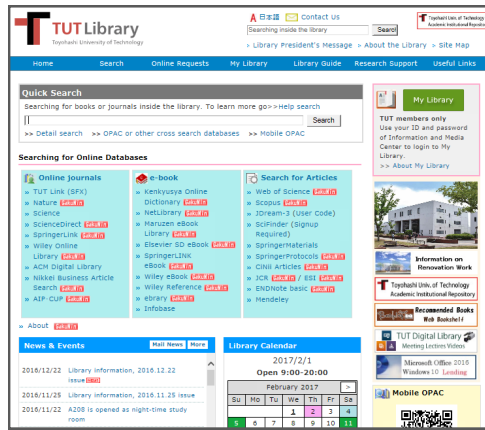 TUT Library
Toyohashi University of Technology
日本語 Contact Us
Searching inside the library Search
Toyohashi Univ. of Technology
Academic Institutional Reposito
› Library President's Message › About the Library › Site Map
Home Search Online Requests My Library Library Guide Research Support Useful Links
Quick Search
Searching for books or journals inside the library. To learn more go>>Help search
Search
>> Detail search >> OPAC or other cross search databases >> Mobile OPAC
Searching for Online Databases
Online Journals
» TUT Link (SFX)
» Nature
» Science
» ScienceDirect
» SpringerLink
» Wiley Online
Library
» ACM Digital Library
» Nikkei Business Article
Search
» AIP·CUP
e-book
» Kenkyusya Online
Dictionary
» NetLibrary
» Maruzen eBook
Library
» Elsevier SD eBook
» SpringerLINK
eBook
» Wiley eBook
» Wiley Reference
» ebrary
» Infobase
Search for Articles
» Web of Science
» Scopus
» JDream-3 (User Code)
» SciFinder (Signup
Required)
» SpringerMaterials
» SpringerProtocols
» CiNii Articles
» JCR / ESI
» ENDNote basic
» Mendeley
» About
News & Events Mail News More
2016/12/22 Library information, 2016.12.22
issue
2016/11/25 Library information, 2016.11.25 issue
2016/11/22 A208 is opened as night-time study
room
Library Calendar
2017/2/1
Open 9:00-20:00
February 2017 >
Su Mo Tu We Th Fr Sa
1 2 3 4
5 6 7 8 9 10 11
My Library
TUT members
only
Use your ID and
password
of Information and Media
Center to login to My
Library.
>> About My Library
Information on
Renovation Work
Toyohashi Univ. of Technology
Academic Institutional Repository
Recommended Books
Web Bookshelf
TUT Digital Library
Meeting Lectures Videos
Microsoft Office 2016
Windows 10 Lending
Mobile OPAC